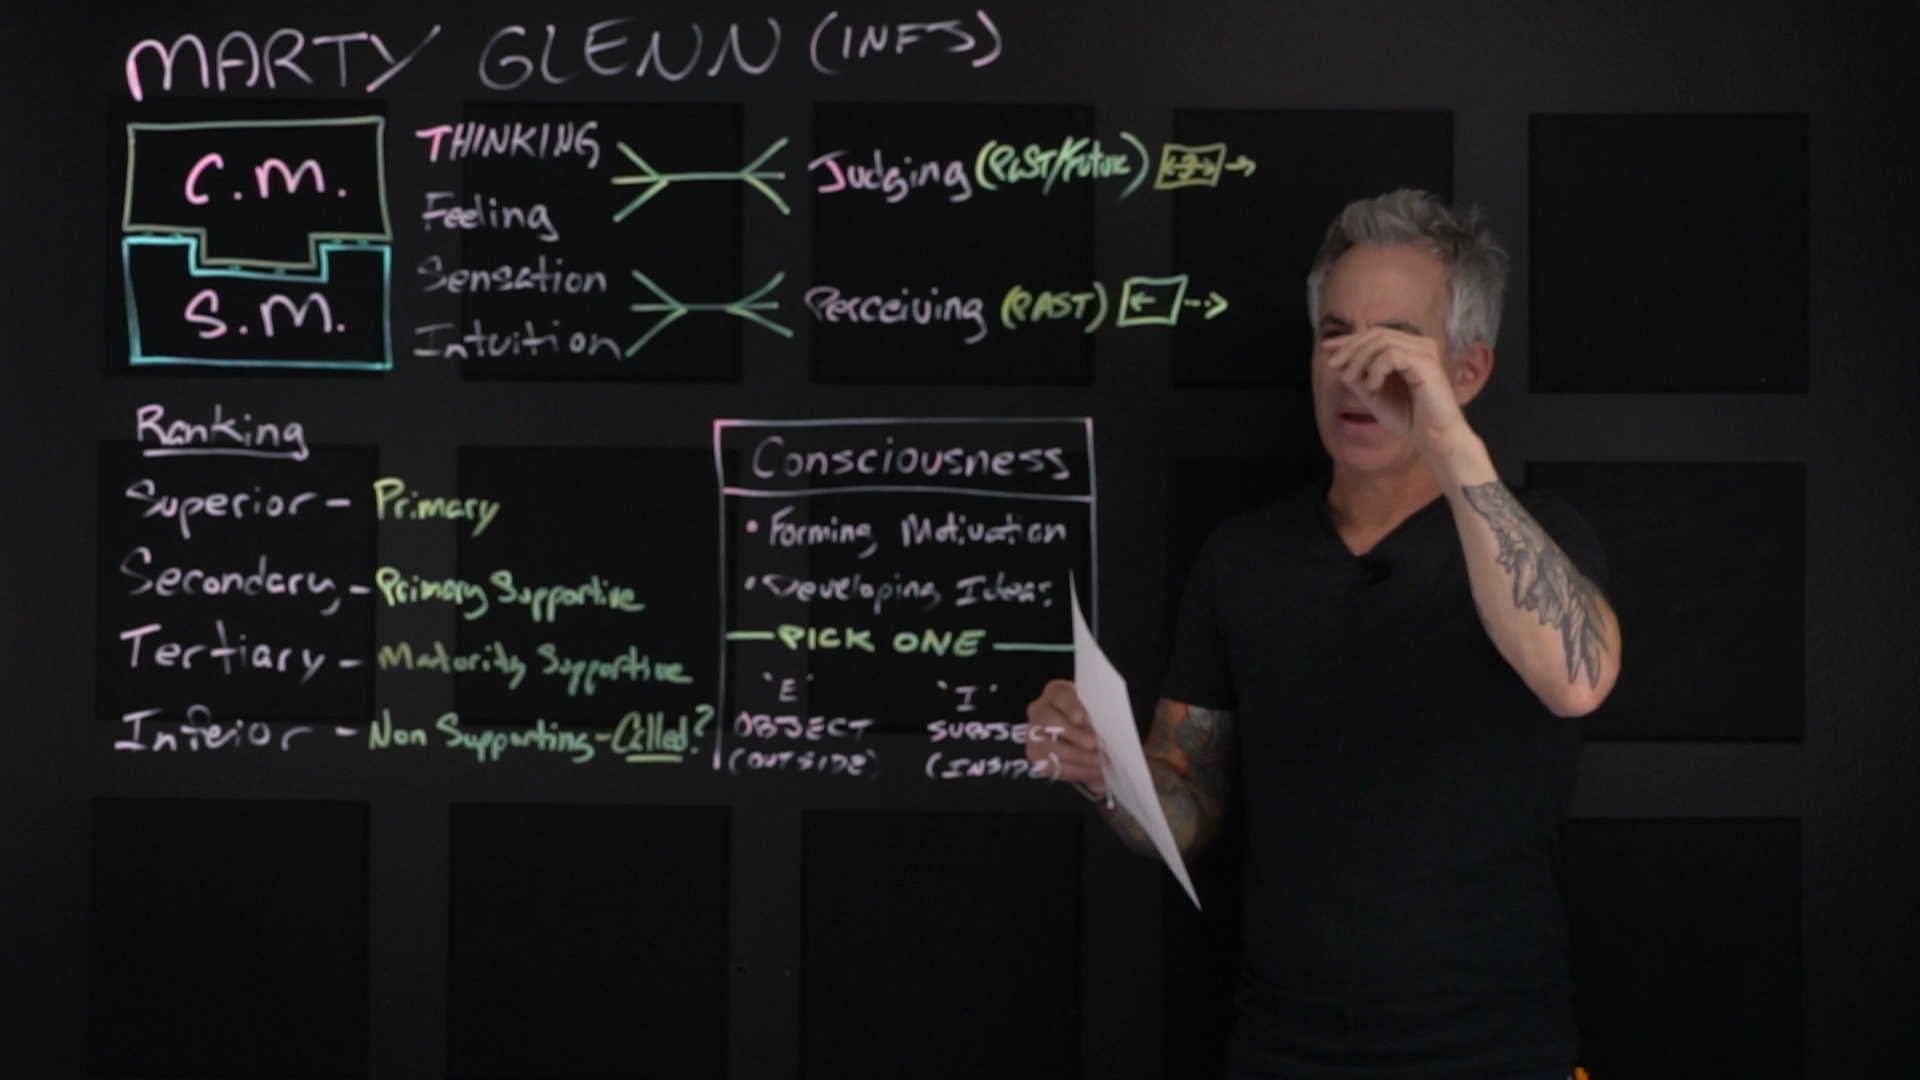 MARTY GLENN (INFJ)
C.M.
S.M.
THINKING
Feeling
Sensation
Intuition
Judging (PAST/Future)
Perceiving (PAST)
Ranking
Superior - Primary
Secondary - Primary Supportive
Tertiary - Maturity Supportive
Inferior - Non Supporting - Called?
Consciousness
• Forming Motivation
• Developing Ideas
PICK ONE
'E' 'I'
OBJECT SUBJECT
(OUTSIDE) (INSIDE)